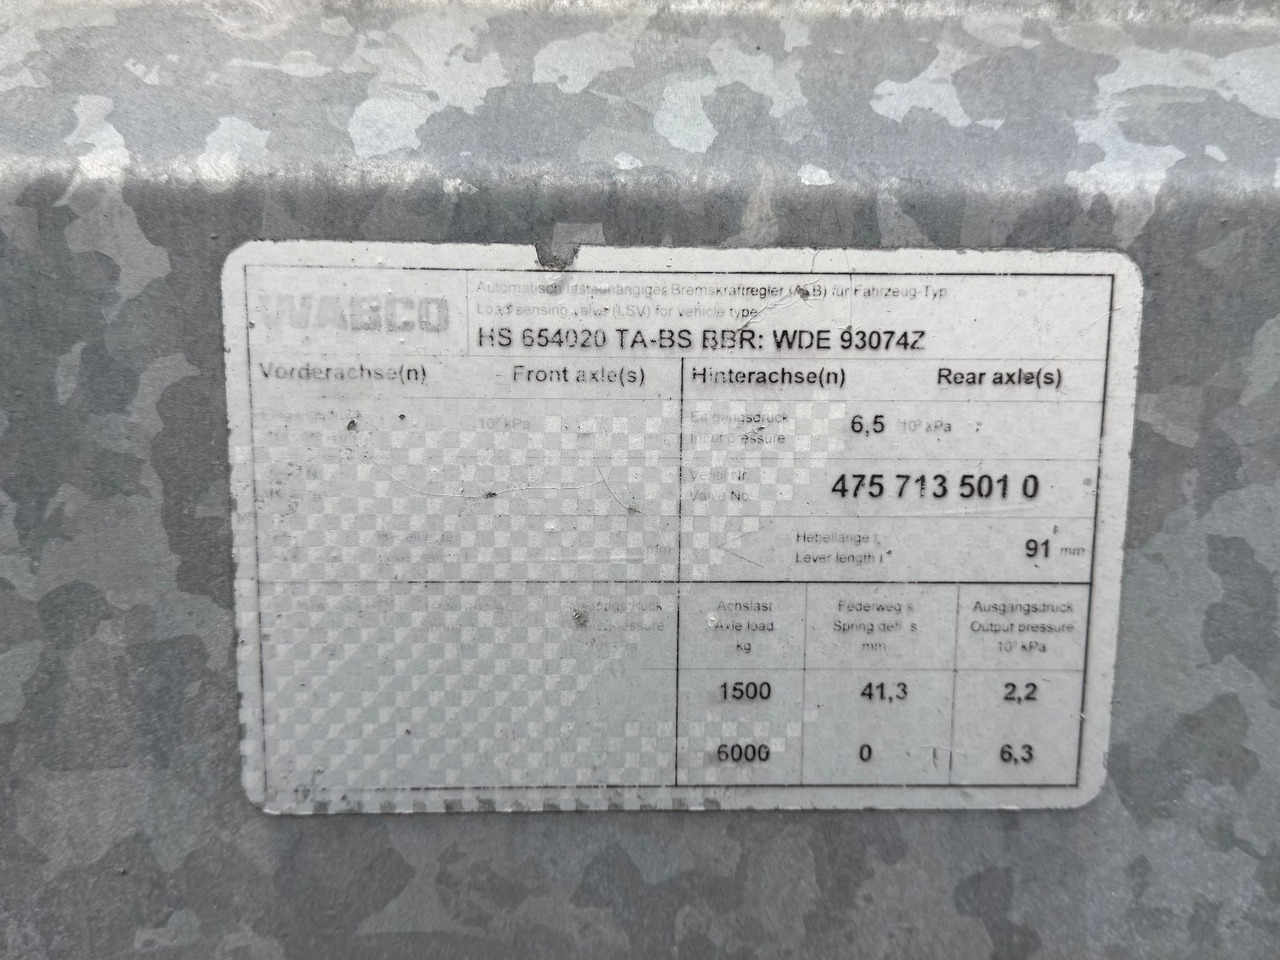 WABCO
Automatisch lastabhängiges Bremskraftregler (ALB) für Fahrzeug-Typ
Load sensing valve (LSV) for vehicle type
HS 654020 TA-BS BBR: WDE 93074Z
Vorderachse(n) Front axle(s) Hinterachse(n) Rear axle(s)
10² kPa
Eingangsdruck
Input pressure
6,5 10² kPa
Ventil Nr.
Valve No.
475 713 501 0
mm
Hebellänge L
Lever length l
91 mm
Achslast
Axle load
kg
Federweg s
Spring defl. s
mm
Ausgangsdruck
Output pressure
10² kPa
1500 41,3 2,2
6000 0 6,3